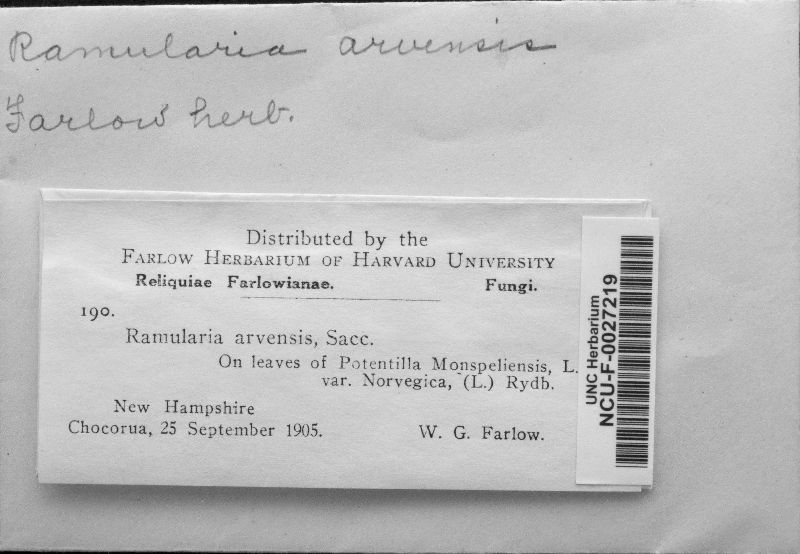 Ramularia arvensis
Farlow herb.
Distributed by the
FARLOW HERBARIUM OF HARVARD UNIVERSITY
Reliquiae Farlowianae. Fungi.
190.
Ramularia arvensis, Sacc.
On leaves of Potentilla Monspeliensis, L.
var. Norvegica, (L.) Rydb.
New Hampshire
Chocorua, 25 September 1905. W. G. Farlow.
UNC Herbarium
NCU-F-0027219